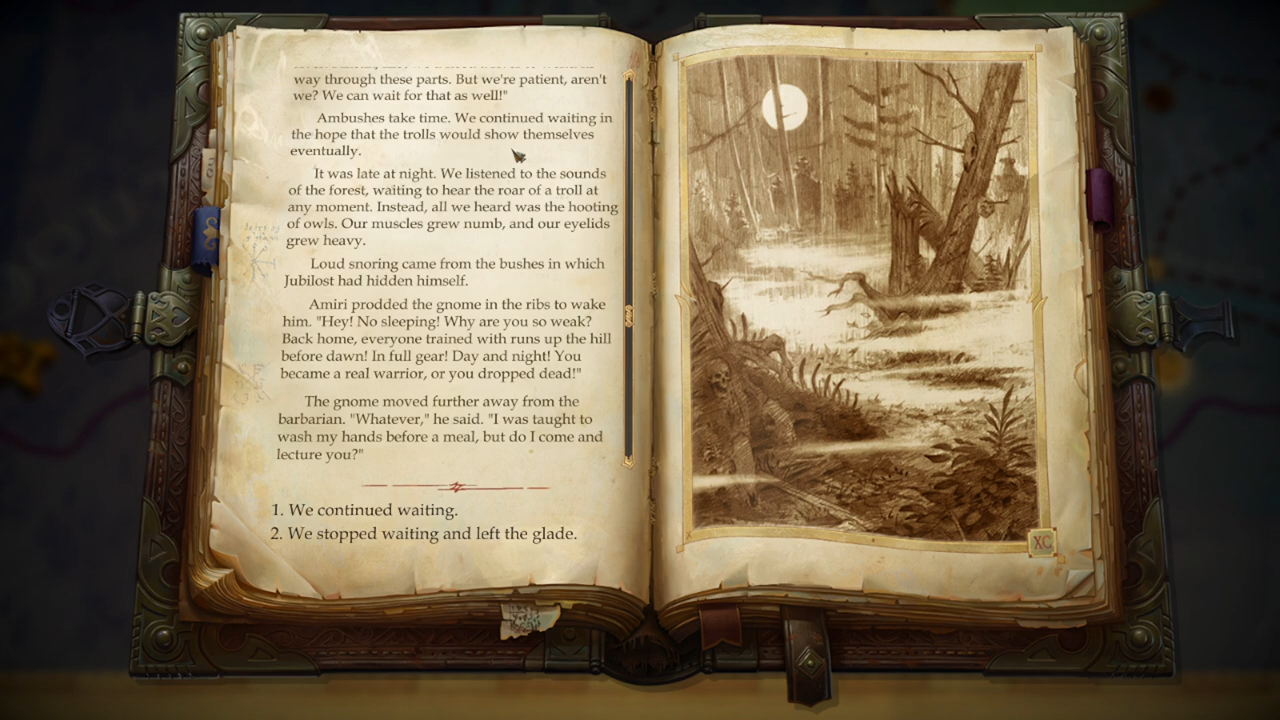 way through these parts. But we're patient, aren't
we? We can wait for that as well!"
Ambushes take time. We continued waiting in
the hope that the trolls would show themselves
eventually.
It was late at night. We listened to the sounds
of the forest, waiting to hear the roar of a troll at
any moment. Instead, all we heard was the hooting
of owls. Our muscles grew numb, and our eyelids
grew heavy.
Loud snoring came from the bushes in which
Jubilost had hidden himself.
Amiri prodded the gnome in the ribs to wake
him. "Hey! No sleeping! Why are you so weak?
Back home, everyone trained with runs up the hill
before dawn! In full gear! Day and night! You
became a real warrior, or you dropped dead!"
The gnome moved further away from the
barbarian. "Whatever," he said. "I was taught to
wash my hands before a meal, but do I come and
lecture you?"
1. We continued waiting.
2. We stopped waiting and left the glade.
XC